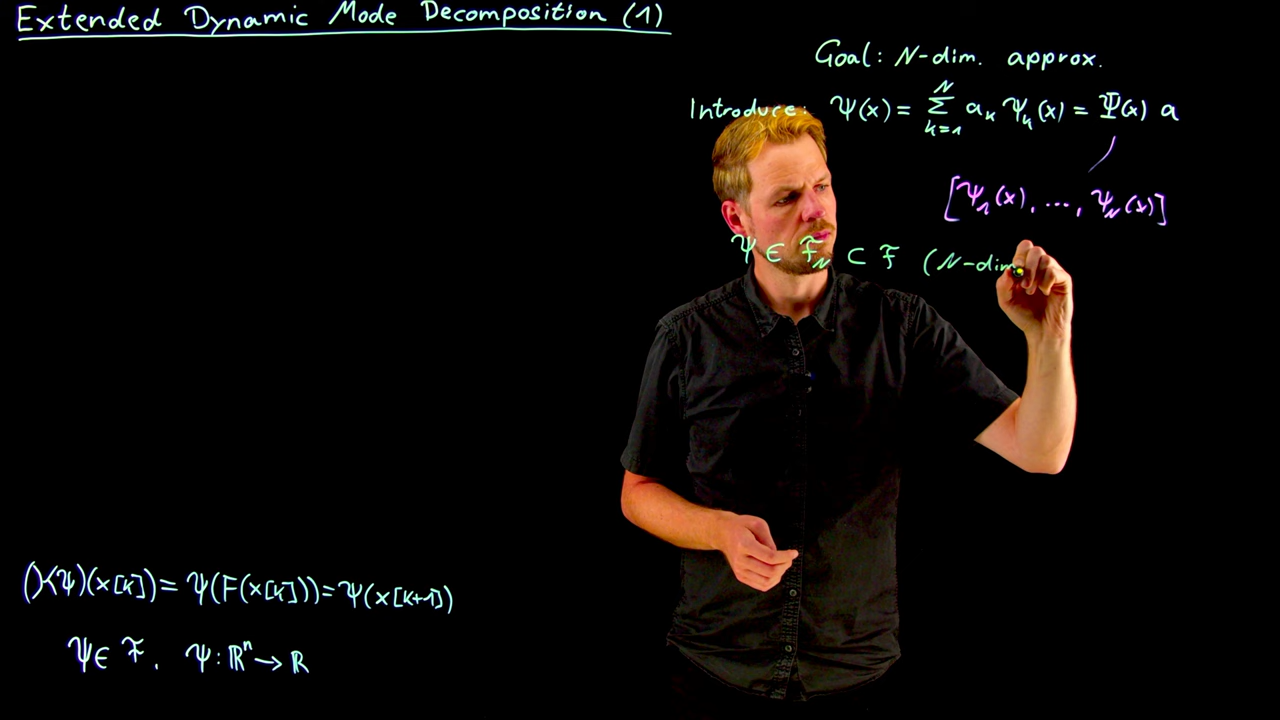 Extended Dynamic Mode Decomposition (1)
Goal: N-dim. approx.
Introduce: Ψ(x) = Σ_{k=1}^{N} a_k Ψ_k(x) = Ψ(x) a
[Ψ_1(x), ..., Ψ_N(x)]
Ψ ∈ F_N ⊂ F (N-dim
(KΨ)(x[k]) = Ψ(F(x[k])) = Ψ(x[k+1])
Ψ ∈ F, Ψ: ℝ^n → ℝ